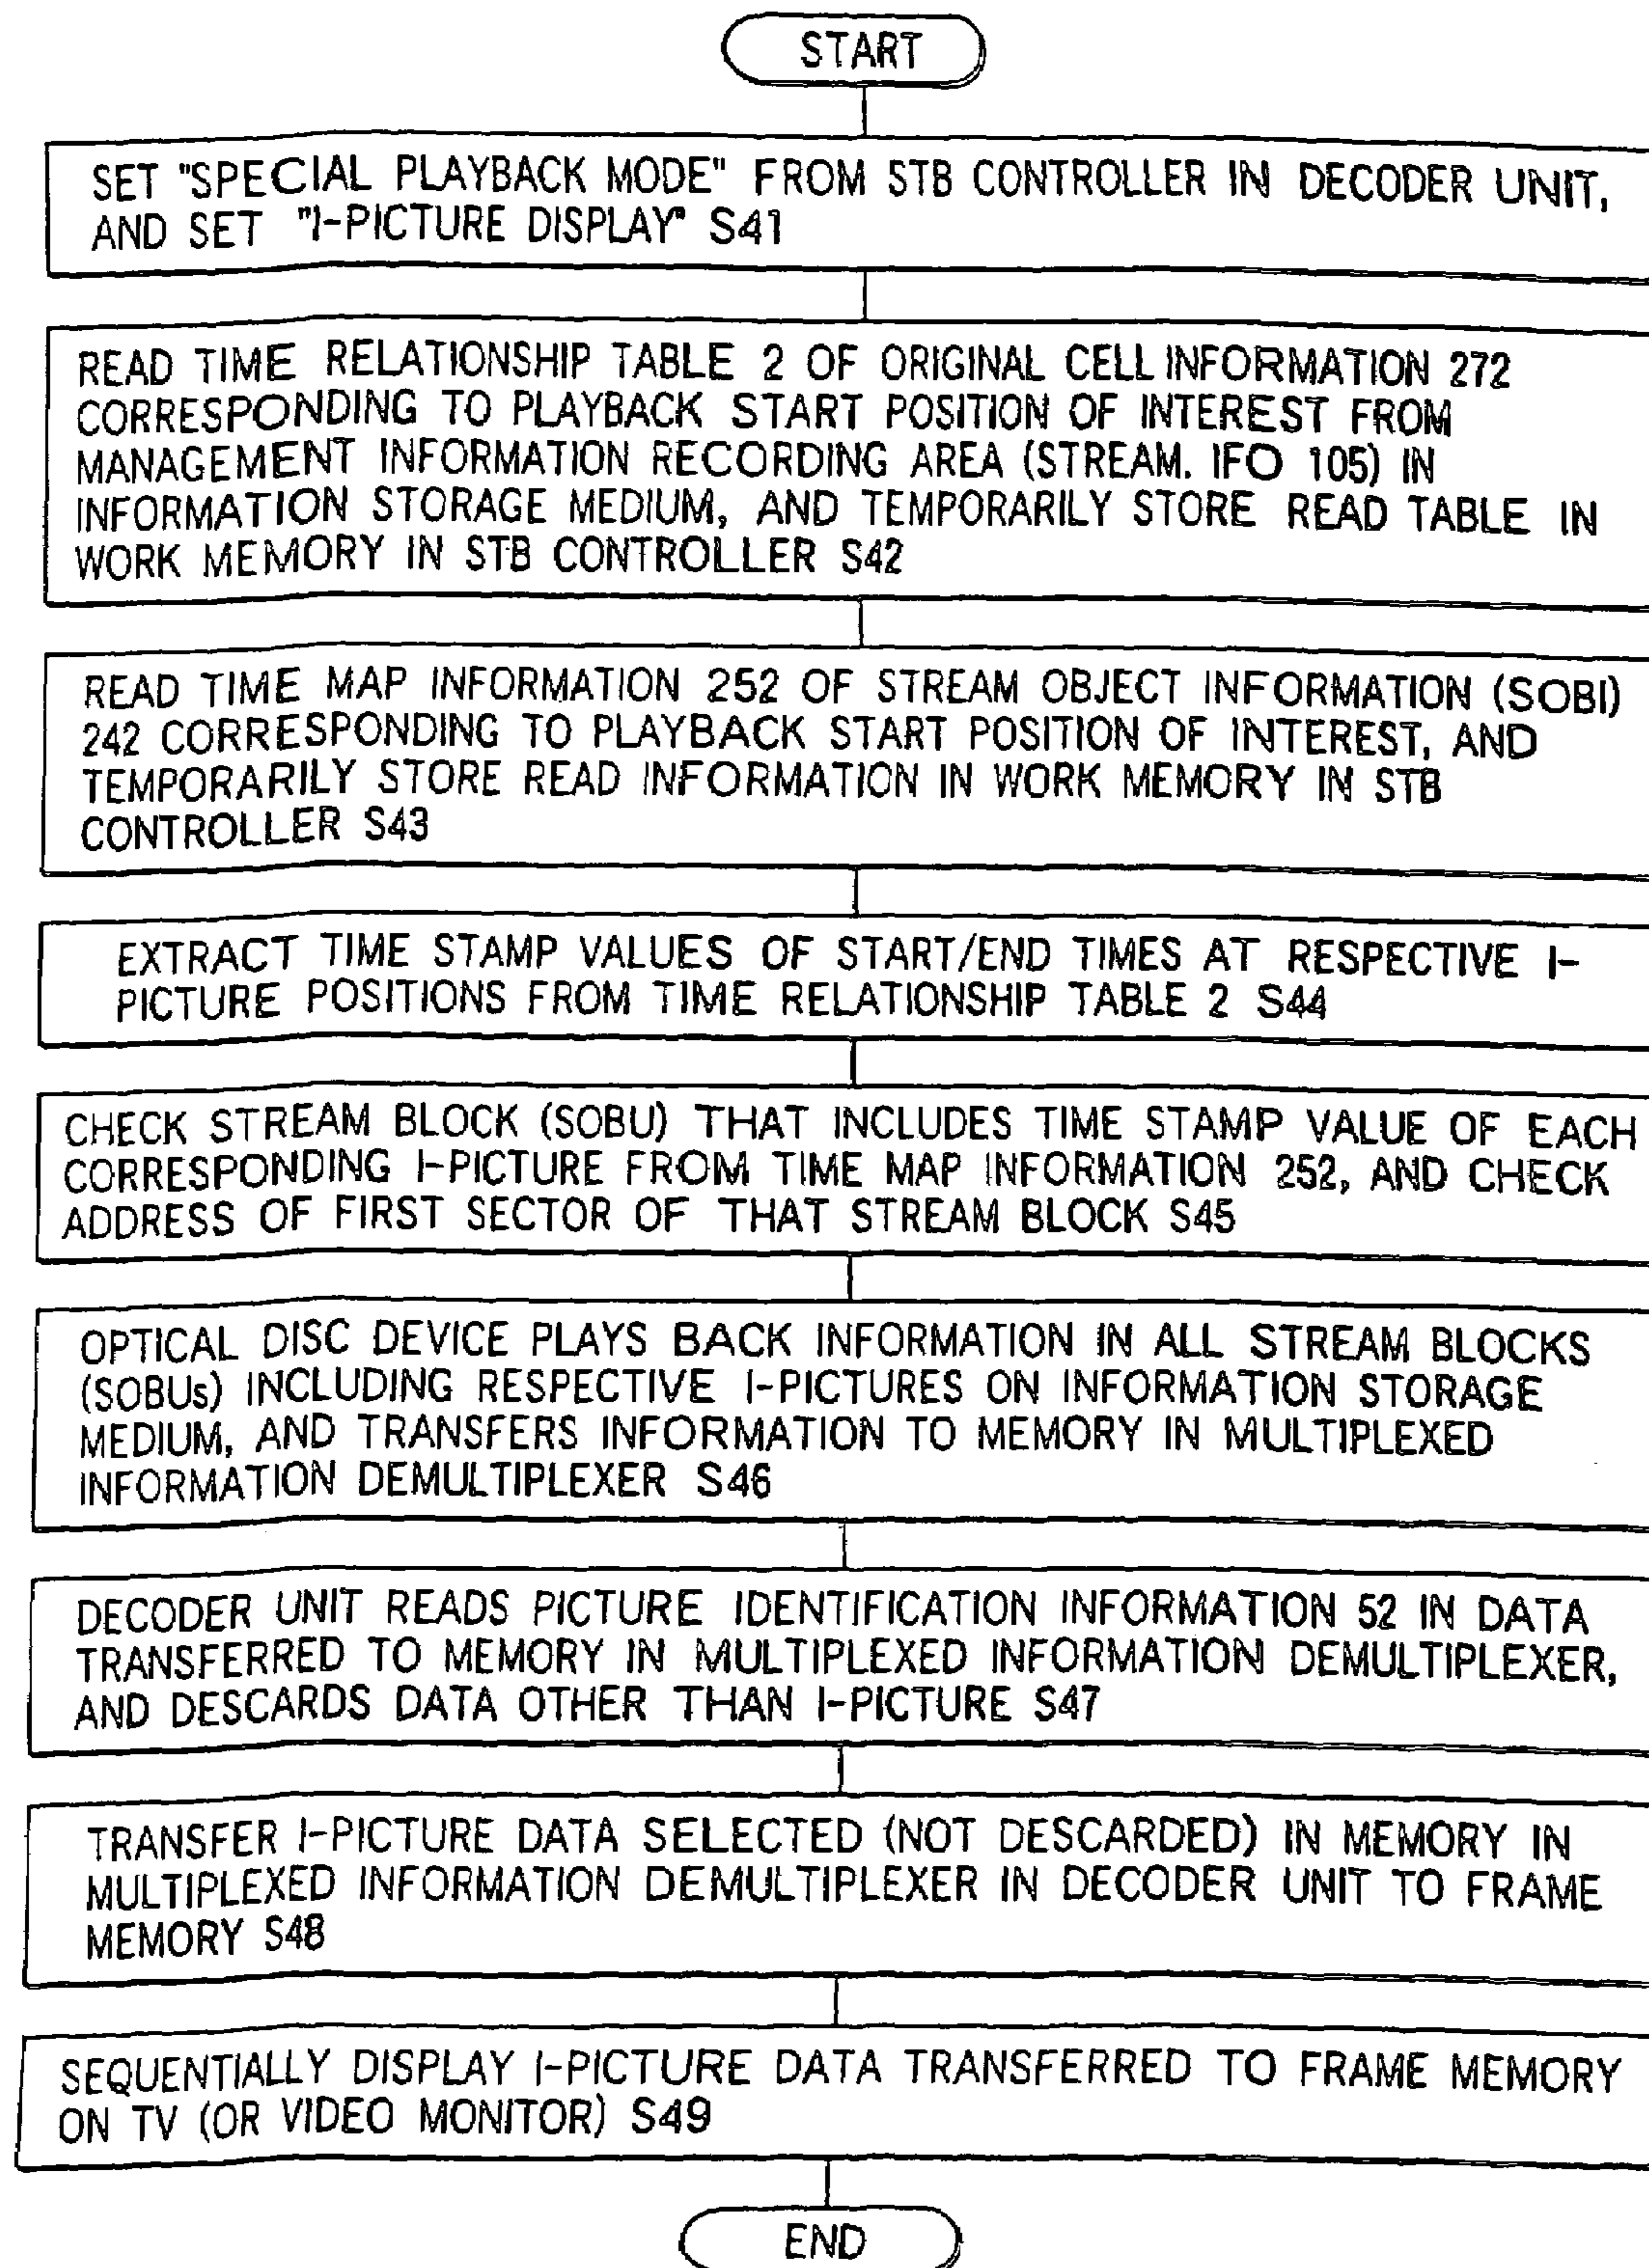 START
SET "SPECIAL PLAYBACK MODE" FROM STB CONTROLLER IN DECODER UNIT,
AND SET "I-PICTURE DISPLAY" S41
READ TIME RELATIONSHIP TABLE 2 OF ORIGINAL CELL INFORMATION 272
CORRESPONDING TO PLAYBACK START POSITION OF INTEREST FROM
MANAGEMENT INFORMATION RECORDING AREA (STREAM. IFO 105) IN
INFORMATION STORAGE MEDIUM, AND TEMPORARILY STORE READ TABLE IN
WORK MEMORY IN STB CONTROLLER S42
READ TIME MAP INFORMATION 252 OF STREAM OBJECT INFORMATION (SOBI)
242 CORRESPONDING TO PLAYBACK START POSITION OF INTEREST, AND
TEMPORARILY STORE READ INFORMATION IN WORK MEMORY IN STB
CONTROLLER S43
EXTRACT TIME STAMP VALUES OF START/END TIMES AT RESPECTIVE I-
PICTURE POSITIONS FROM TIME RELATIONSHIP TABLE 2 S44
CHECK STREAM BLOCK (SOBU) THAT INCLUDES TIME STAMP VALUE OF EACH
CORRESPONDING I-PICTURE FROM TIME MAP INFORMATION 252, AND CHECK
ADDRESS OF FIRST SECTOR OF THAT STREAM BLOCK S45
OPTICAL DISC DEVICE PLAYS BACK INFORMATION IN ALL STREAM BLOCKS
(SOBUs) INCLUDING RESPECTIVE I-PICTURES ON INFORMATION STORAGE
MEDIUM, AND TRANSFERS INFORMATION TO MEMORY IN MULTIPLEXED
INFORMATION DEMULTIPLEXER S46
DECODER UNIT READS PICTURE IDENTIFICATION INFORMATION 52 IN DATA
TRANSFERRED TO MEMORY IN MULTIPLEXED INFORMATION DEMULTIPLEXER,
AND DESCARDS DATA OTHER THAN I-PICTURE S47
TRANSFER I-PICTURE DATA SELECTED (NOT DESCARDED) IN MEMORY IN
MULTIPLEXED INFORMATION DEMULTIPLEXER IN DECODER UNIT TO FRAME
MEMORY S48
SEQUENTIALLY DISPLAY I-PICTURE DATA TRANSFERRED TO FRAME MEMORY
ON TV (OR VIDEO MONITOR) S49
END